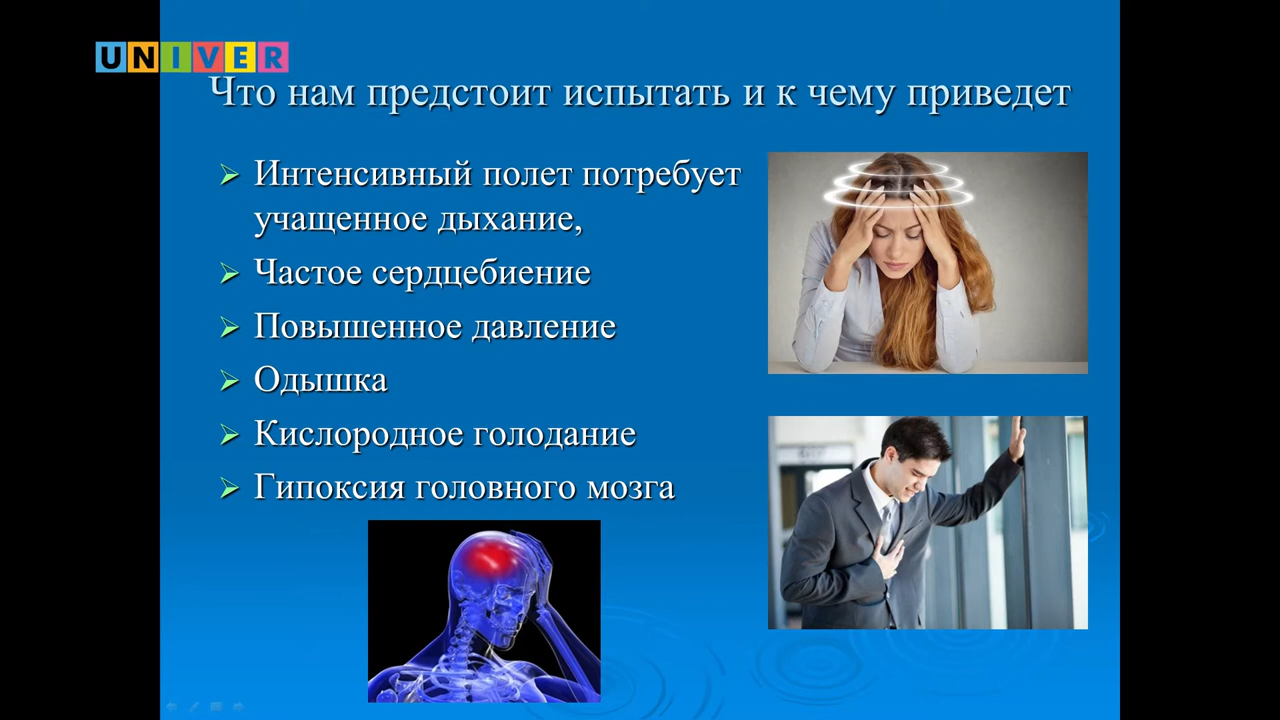 UNIVER
Что нам предстоит испытать и к чему приведет
Интенсивный полет потребует
учащенное дыхание,
Частое сердцебиение
Повышенное давление
Одышка
Кислородное голодание
Гипоксия головного мозга